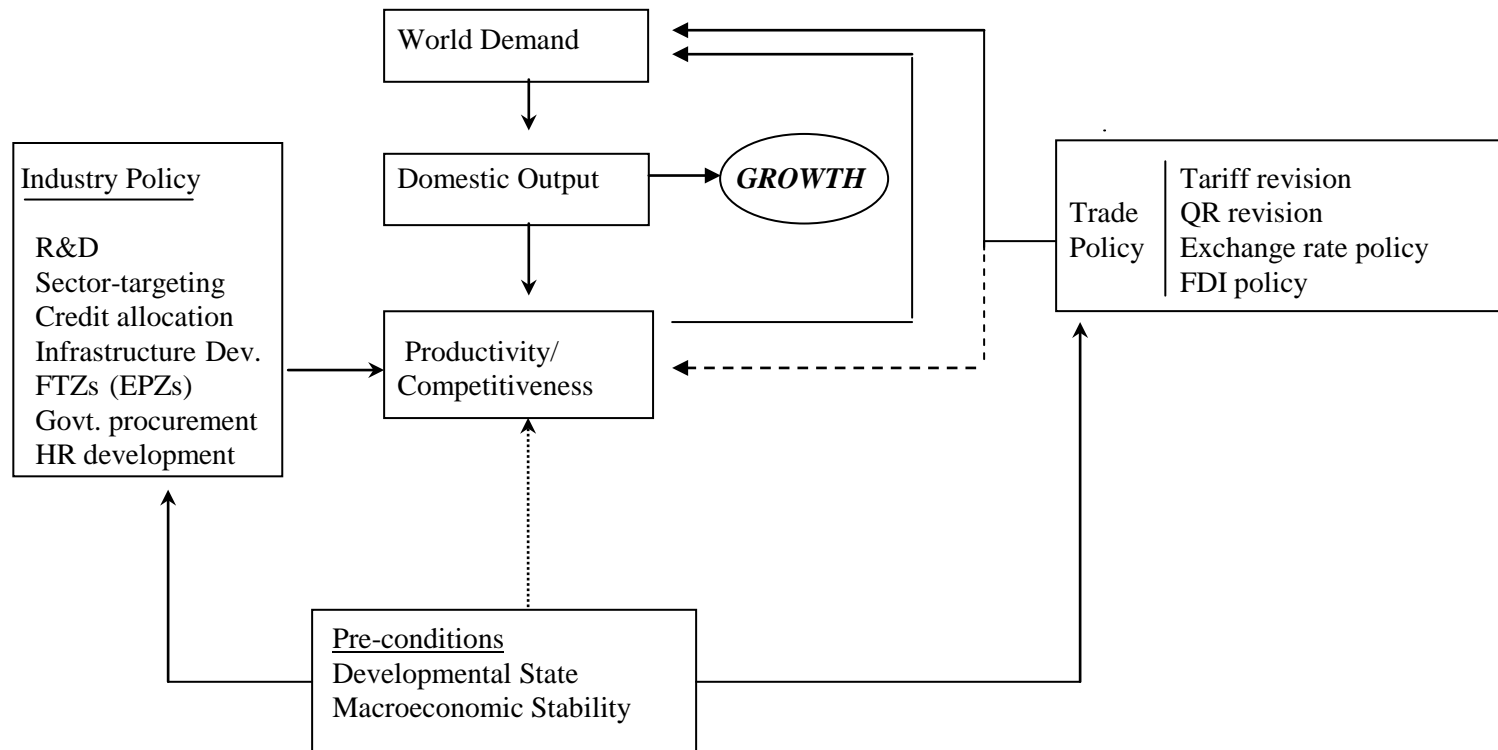 World Demand
Industry Policy
R&D
Sector-targeting
Credit allocation
Infrastructure Dev.
FTZs (EPZs)
Govt. procurement
HR development
Domestic Output
GROWTH
Productivity/
Competitiveness
Trade
Policy
Tariff revision
QR revision
Exchange rate policy
FDI policy
Pre-conditions
Developmental State
Macroeconomic Stability